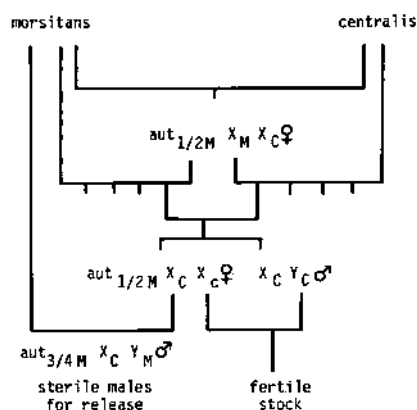 morsitans centralis
aut1/2M XM XC♀
aut1/2M XC Xc♀ XC YC♂
aut3/4M XC YM♂
sterile males fertile
for release stock